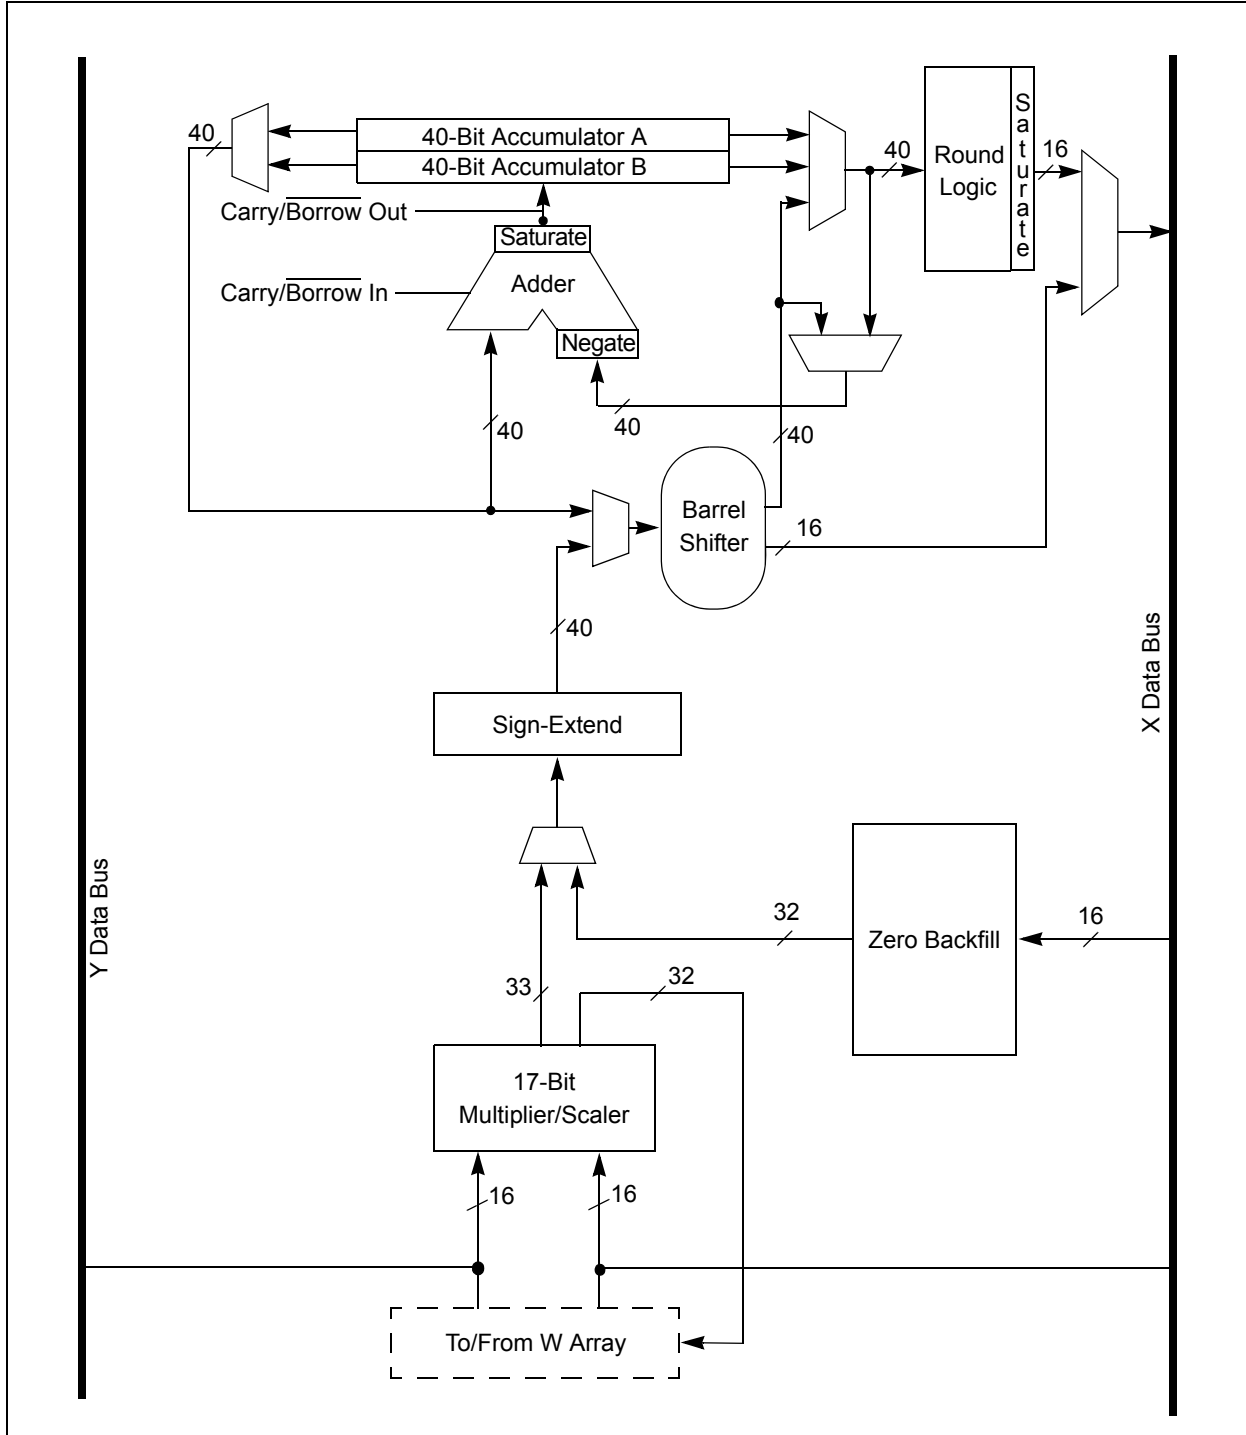 40
40-Bit Accumulator A
40-Bit Accumulator B
40
Round
Logic
Saturate
16
Carry/Borrow Out
Saturate
Carry/Borrow In
Adder
Negate
40
40
40
Barrel
Shifter
16
40
Sign-Extend
X Data Bus
Y Data Bus
32
Zero Backfill
16
33
32
17-Bit
Multiplier/Scaler
16
16
To/From W Array